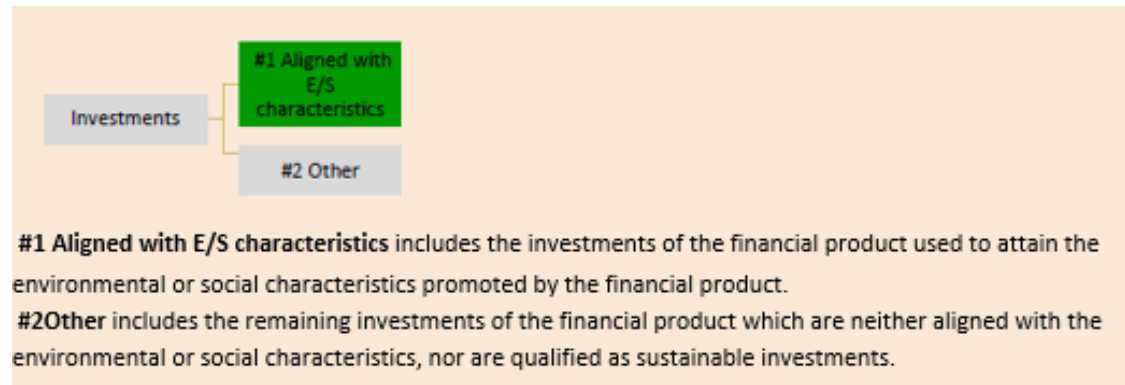 #1 Aligned with
E/S
characteristics
Investments
#2 Other
#1 Aligned with E/S characteristics includes the investments of the financial product used to attain the
environmental or social characteristics promoted by the financial product.
#2Other includes the remaining investments of the financial product which are neither aligned with the
environmental or social characteristics, nor are qualified as sustainable investments.